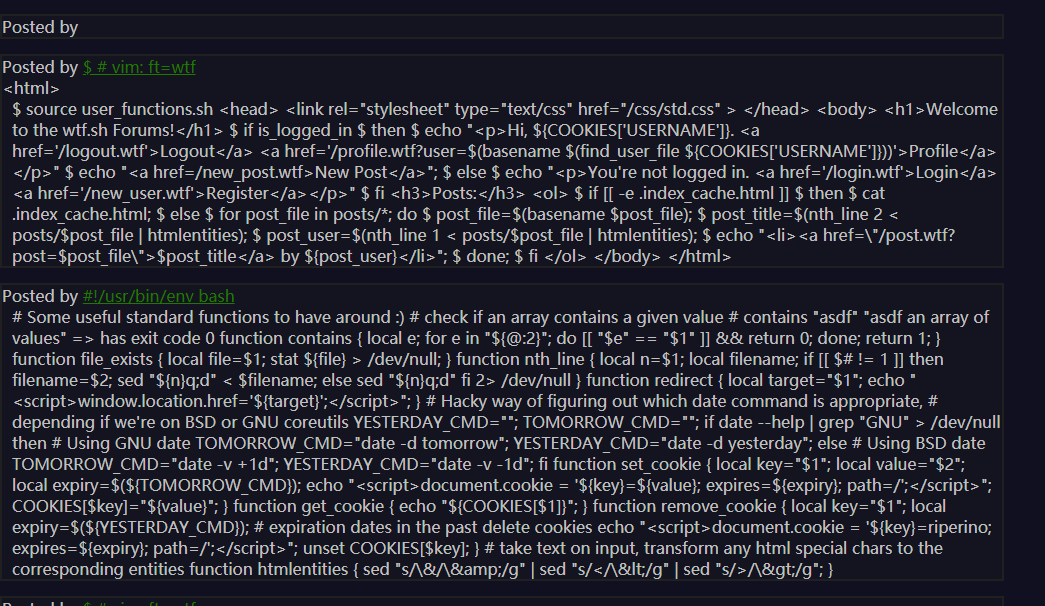 Posted by
Posted by $ # vim: ft=wtf
<html>
$ source user_functions.sh <head> <link rel="stylesheet" type="text/css" href="/css/std.css" > </head> <body> <h1>Welcome
to the wtf.sh Forums!</h1> $ if is_logged_in $ then $ echo "<p>Hi, ${COOKIES['USERNAME']}. <a
href='/logout.wtf'>Logout</a> <a href='/profile.wtf?user=$(basename $(find_user_file ${COOKIES['USERNAME']}))'>Profile</a>
</p>" $ echo "<a href=/new_post.wtf>New Post</a>"; $ else $ echo "<p>You're not logged in. <a href='/login.wtf'>Login</a>
<a href='/new_user.wtf'>Register</a></p>" $ fi <h3>Posts:</h3> <ol> $ if [[ -e .index_cache.html ]] $ then $ cat
.index_cache.html; $ else $ for post_file in posts/*; do $ post_file=$(basename $post_file); $ post_title=$(nth_line 2 <
posts/$post_file | htmlentities); $ post_user=$(nth_line 1 < posts/$post_file | htmlentities); $ echo "<li><a href=\"/post.wtf?
post=$post_file\">$post_title</a> by ${post_user}</li>"; $ done; $ fi </ol> </body> </html>
Posted by #!/usr/bin/env bash
# Some useful standard functions to have around :) # check if an array contains a given value # contains "asdf" "asdf an array of
values" => has exit code 0 function contains { local e; for e in "${@:2}"; do [[ "$e" == "$1" ]] && return 0; done; return 1; }
function file_exists { local file=$1; stat ${file} > /dev/null; } function nth_line { local n=$1; local filename; if [[ $# != 1 ]] then
filename=$2; sed "${n}q;d" < $filename; else sed "${n}q;d" fi 2> /dev/null } function redirect { local target="$1"; echo "
<script>window.location.href='${target}';</script>"; } # Hacky way of figuring out which date command is appropriate, #
depending if we're on BSD or GNU coreutils YESTERDAY_CMD=""; TOMORROW_CMD=""; if date --help | grep "GNU" > /dev/null
then # Using GNU date TOMORROW_CMD="date -d tomorrow"; YESTERDAY_CMD="date -d yesterday"; else # Using BSD date
TOMORROW_CMD="date -v +1d"; YESTERDAY_CMD="date -v -1d"; fi function set_cookie { local key="$1"; local value="$2";
local expiry=$(${TOMORROW_CMD}); echo "<script>document.cookie = '${key}=${value}; expires=${expiry}; path=/';</script>";
COOKIES[$key]="${value}"; } function get_cookie { echo "${COOKIES[$1]}"; } function remove_cookie { local key="$1"; local
expiry=$(${YESTERDAY_CMD}); # expiration dates in the past delete cookies echo "<script>document.cookie = '${key}=riperino;
expires=${expiry}; path=/';</script>"; unset COOKIES[$key]; } # take text on input, transform any html special chars to the
corresponding entities function htmlentities { sed "s/\&/\&amp;/g" | sed "s/</\&lt;/g" | sed "s/>/\&gt;/g"; }